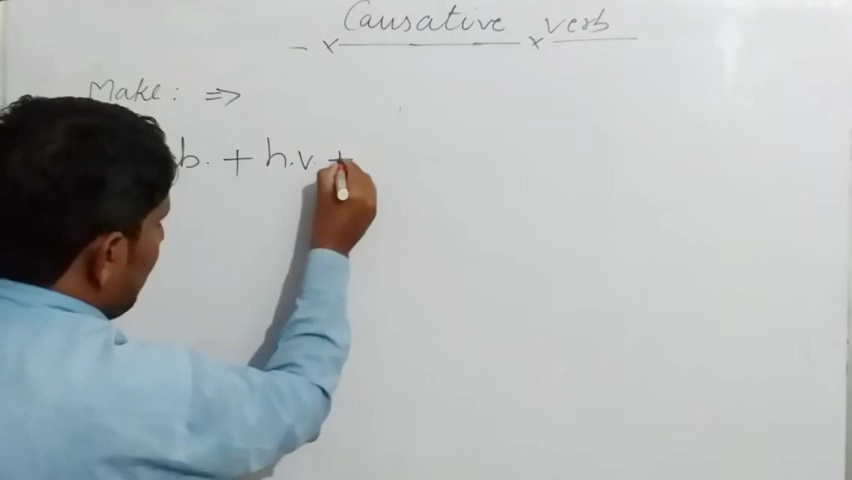 Causative verb
Make: ⇒
b. + h.v. +